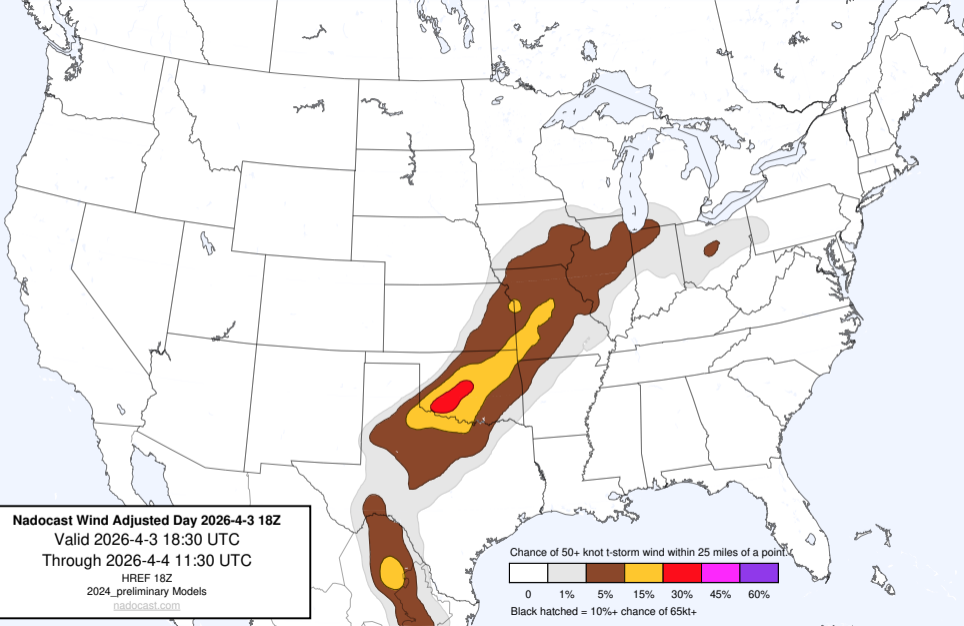 Nadocast Wind Adjusted Day 2026-4-3 18Z
Valid 2026-4-3 18:30 UTC
Through 2026-4-4 11:30 UTC
HREF 18Z
2024_preliminary Models
nadocast.com
Chance of 50+ knot t-storm wind within 25 miles of a point.
0 1% 5% 15% 30% 45% 60%
Black hatched = 10%+ chance of 65kt+